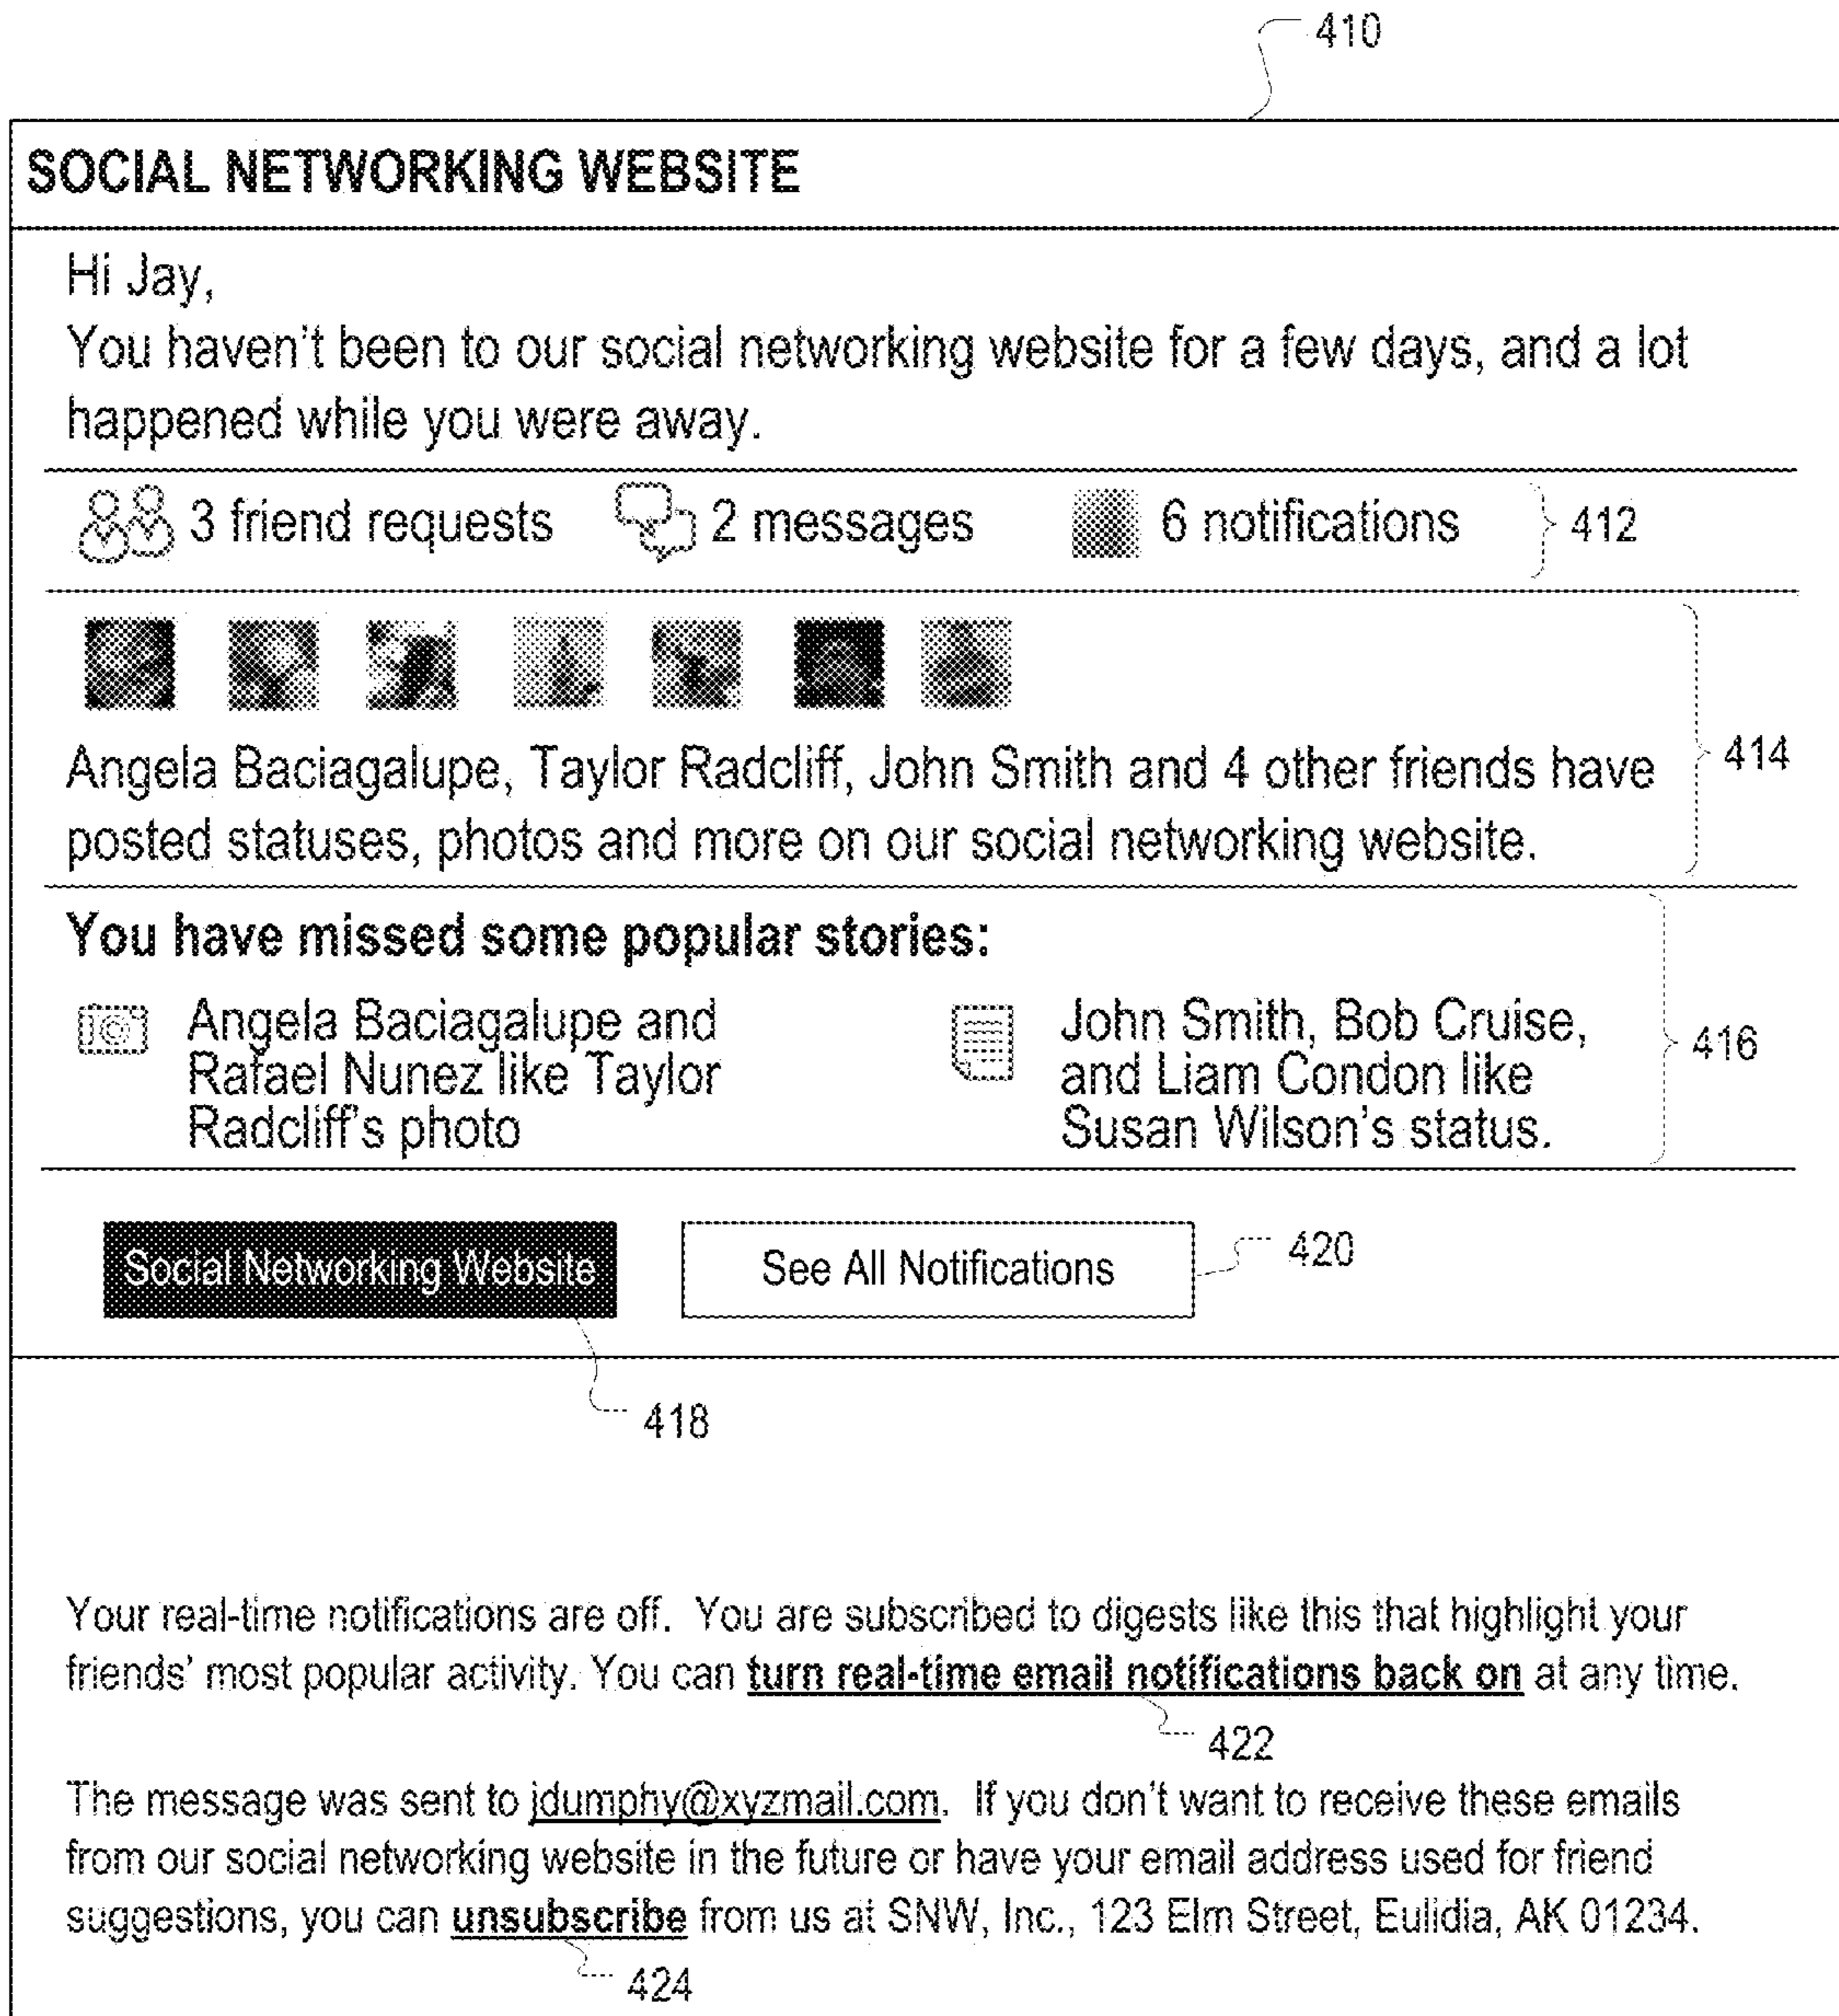 410
SOCIAL NETWORKING WEBSITE
Hi Jay,
You haven't been to our social networking website for a few days, and a lot
happened while you were away.
3 friend requests 2 messages 6 notifications 412
Angela Baciagalupe, Taylor Radcliff, John Smith and 4 other friends have
posted statuses, photos and more on our social networking website.
414
You have missed some popular stories:
Angela Baciagalupe and
Rafael Nunez like Taylor
Radcliff's photo
John Smith, Bob Cruise,
and Liam Condon like
Susan Wilson's status.
416
Social Networking Website
See All Notifications
420
418
Your real-time notifications are off. You are subscribed to digests like this that highlight your
friends' most popular activity. You can turn real-time email notifications back on at any time.
422
The message was sent to jdumphy@xyzmail.com. If you don't want to receive these emails
from our social networking website in the future or have your email address used for friend
suggestions, you can unsubscribe from us at SNW, Inc., 123 Elm Street, Eulidia, AK 01234.
424